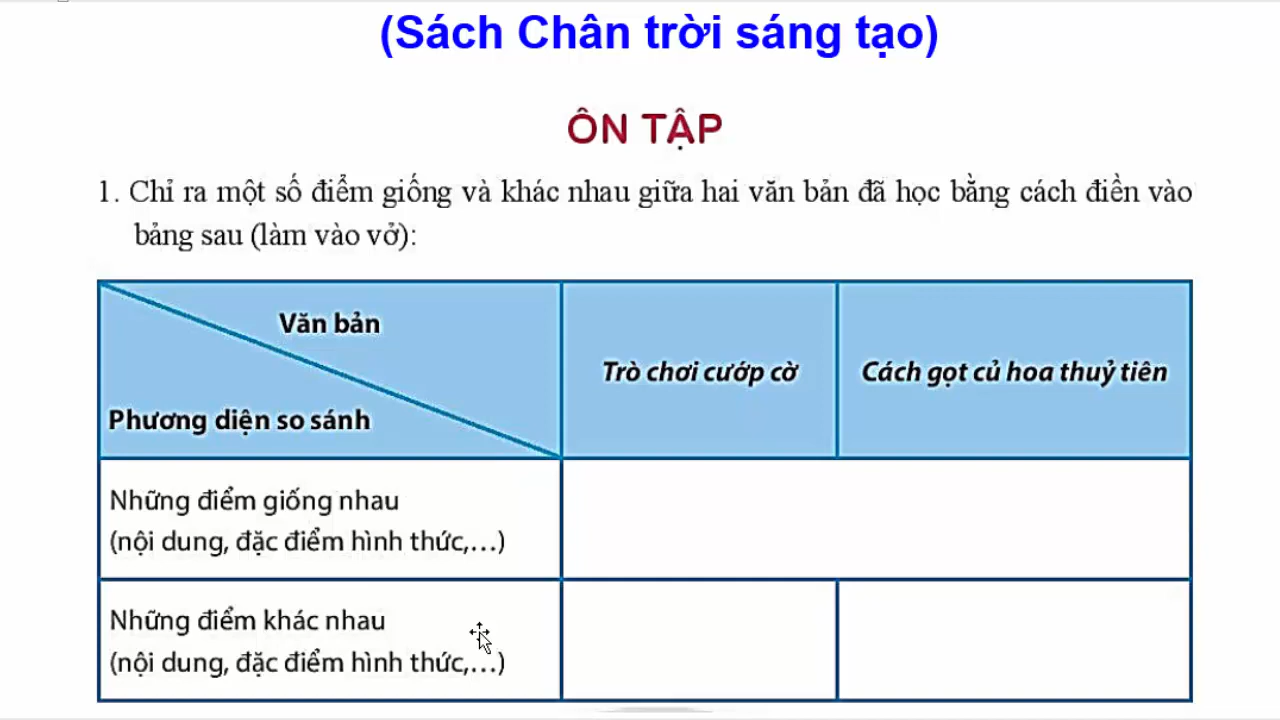 (Sách Chân trời sáng tạo)
ÔN TẬP
1. Chỉ ra một số điểm giống và khác nhau giữa hai văn bản đã học bằng cách điền vào
bảng sau (làm vào vở):
Văn bản
Phương diện so sánh
Trò chơi cướp cờ
Cách gọt củ hoa thuỷ tiên
Những điểm giống nhau
(nội dung, đặc điểm hình thức,…)
Những điểm khác nhau
(nội dung, đặc điểm hình thức,…)